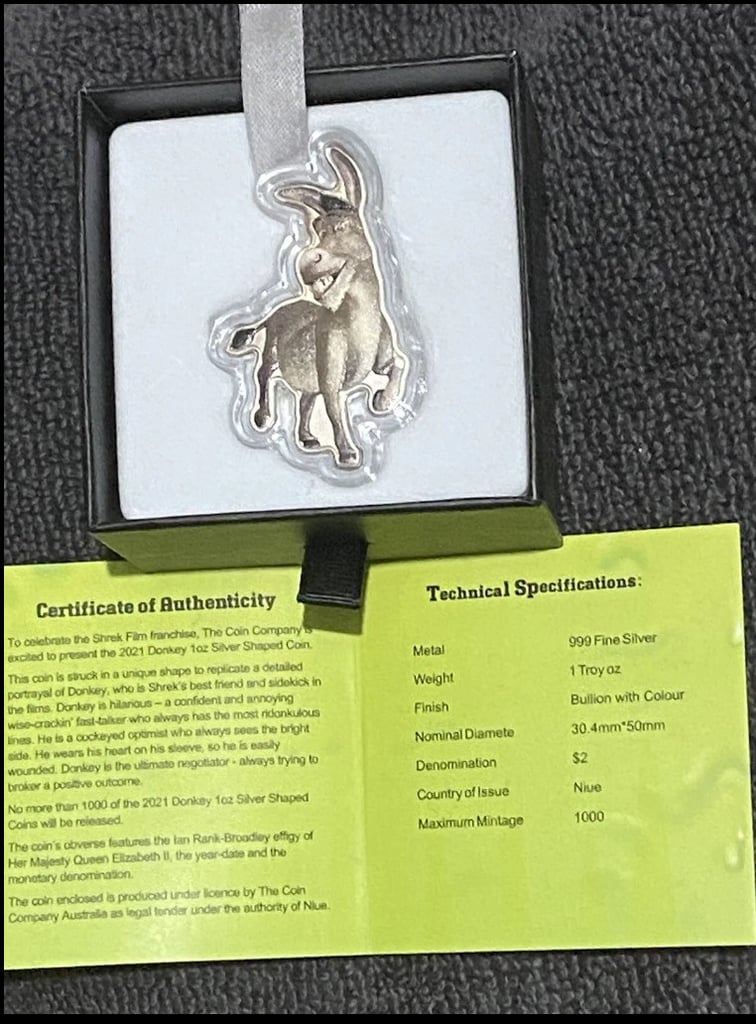 Certificate of Authenticity
To celebrate the Shrek Film franchise, The Coin Company is
excited to present the 2021 Donkey 1oz Silver Shaped Coin.
This coin is struck in a unique shape to replicate a detailed
portrayal of Donkey, who is Shrek's best friend and sidekick in
the films. Donkey is hilarious – a confident and annoying
wise-crackin' fast-talker who always has the most ridonkulous
lines. He is a cockeyed optimist who always sees the bright
side. He wears his heart on his sleeve, so he is easily
wounded. Donkey is the ultimate negotiator - always trying to
broker a positive outcome.
No more than 1000 of the 2021 Donkey 1oz Silver Shaped
Coins will be released.
The coin's obverse features the Ian Rank-Broadley effigy of
Her Majesty Queen Elizabeth II, the year-date and the
monetary denomination.
The coin enclosed is produced under licence by The Coin
Company Australia as legal tender under the authority of Niue.
Technical Specifications:
Metal 999 Fine Silver
Weight 1 Troy oz
Finish Bullion with Colour
Nominal Diamete 30.4mm*50mm
Denomination $2
Country of Issue Niue
Maximum Mintage 1000